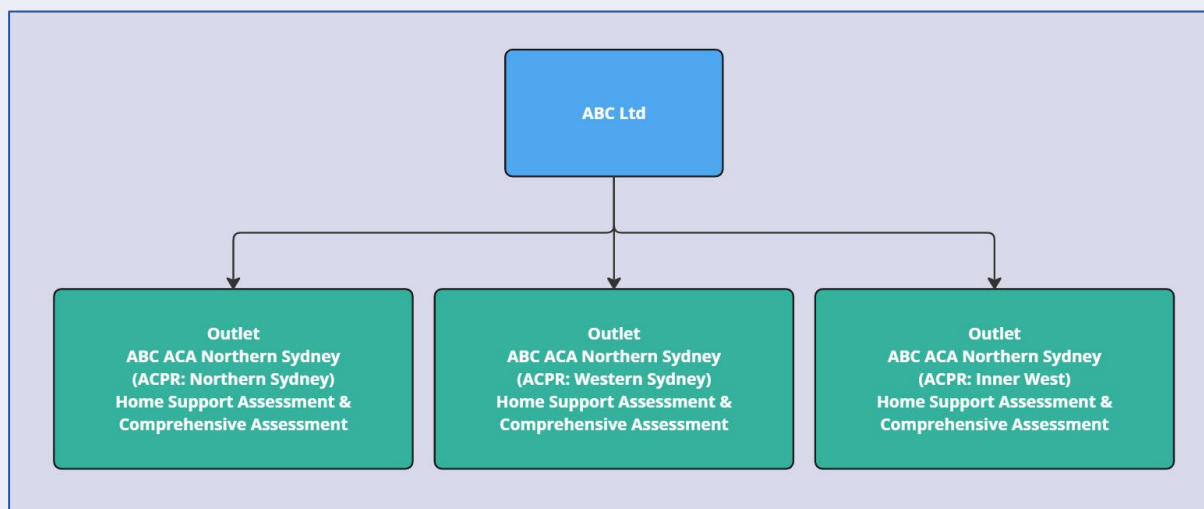 ABC Ltd
Outlet
ABC ACA Northern Sydney
(ACPR: Northern Sydney)
Home Support Assessment &
Comprehensive Assessment
Outlet
ABC ACA Northern Sydney
(ACPR: Western Sydney)
Home Support Assessment &
Comprehensive Assessment
Outlet
ABC ACA Northern Sydney
(ACPR: Inner West)
Home Support Assessment &
Comprehensive Assessment